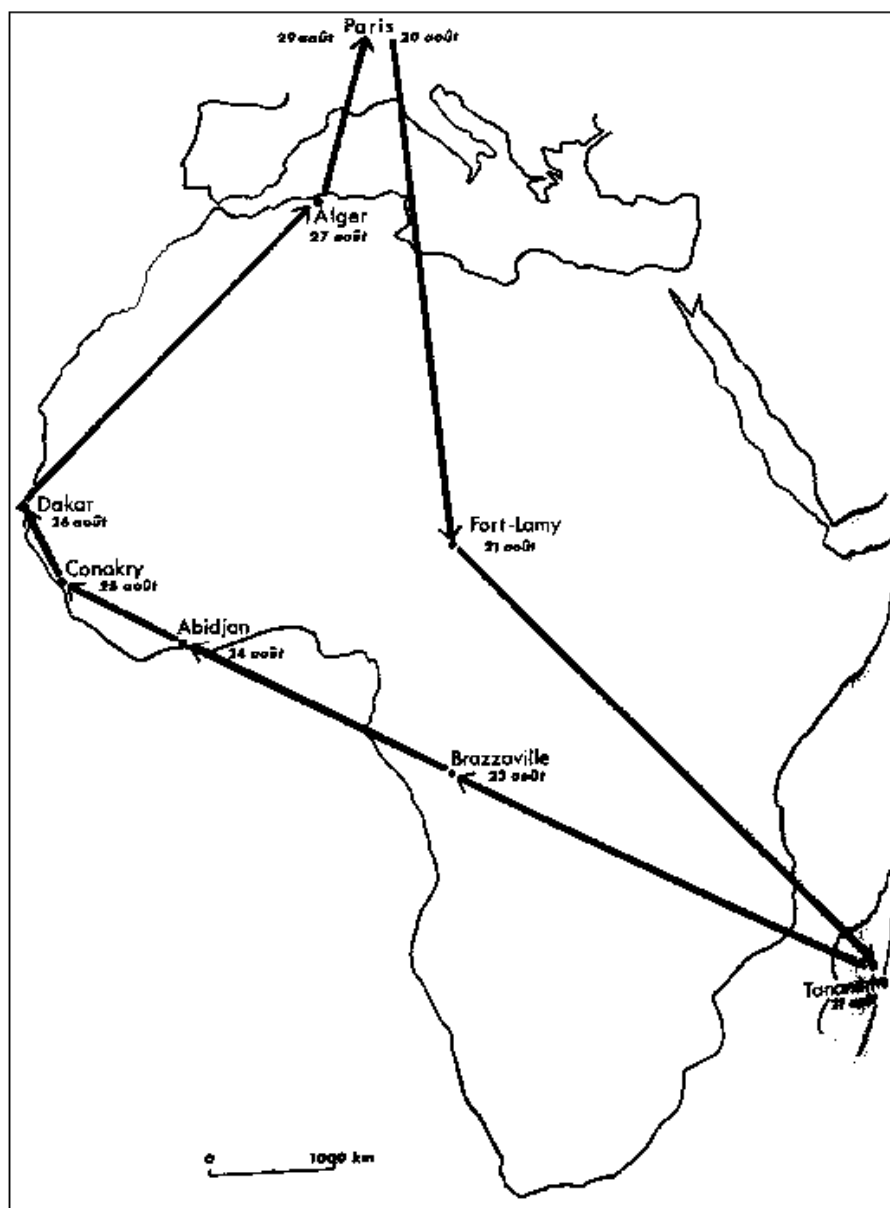 Paris
29 août
20 août
Alger
27 août
Dakar
26 août
Fort-Lamy
21 août
Conakry
25 août
Abidjan
24 août
Brazzaville
23 août
0 1000 km